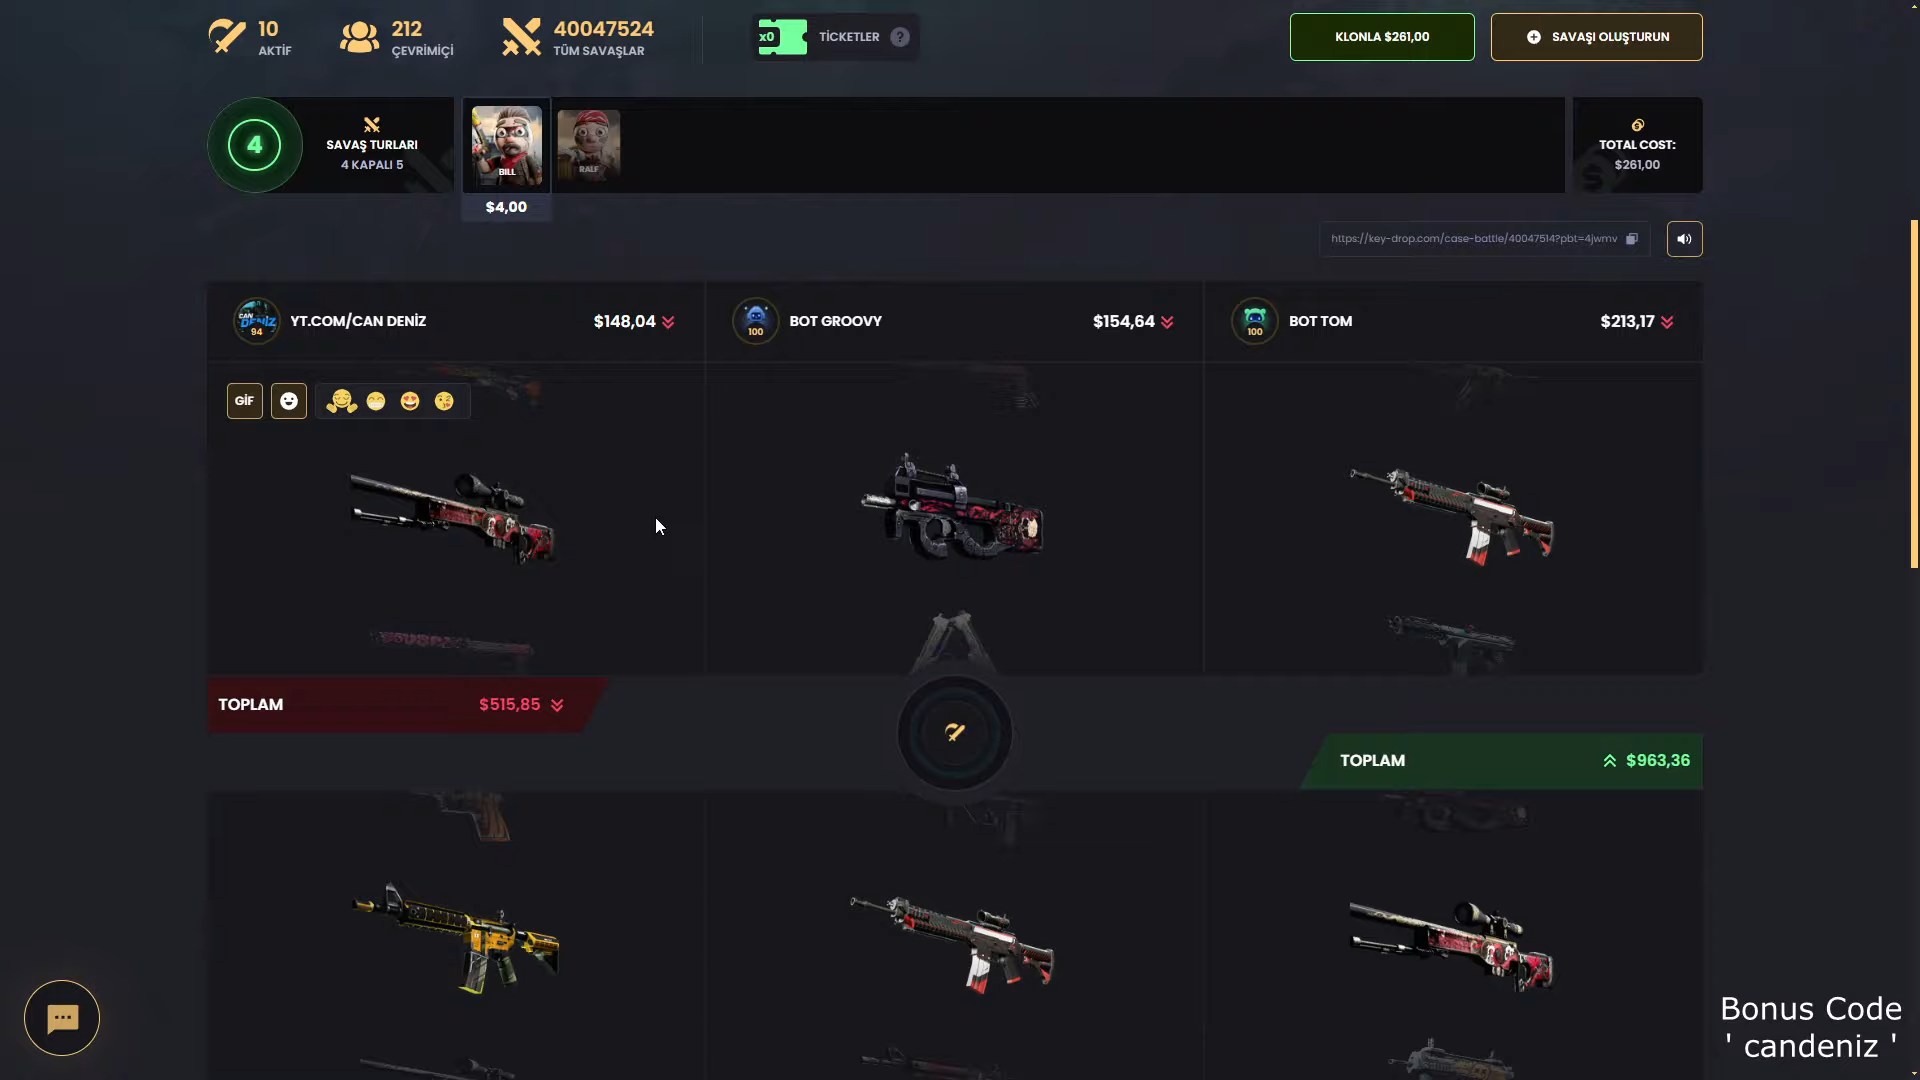 10
AKTİF
212
ÇEVRİMİÇİ
40047524
TÜM SAVAŞLAR
x0
TİCKETLER
?
KLONLA $261,00
SAVAŞI OLUŞTURUN
4
SAVAŞ TURLARI
4 KAPALI 5
BILL
$4,00
RALF
TOTAL COST:
$261,00
https://key-drop.com/case-battle/40047514?pbt=4jwmv
CAN
DENİZ
94
YT.COM/CAN DENİZ
$148,04
100
BOT GROOVY
$154,64
100
BOT TOM
$213,17
GİF
TOPLAM
$515,85
TOPLAM
$963,36
Bonus Code
' candeniz '